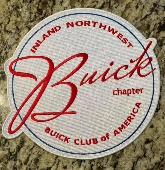 INLAND NORTHWEST
Buick
chapter
BUICK CLUB of AMERICA